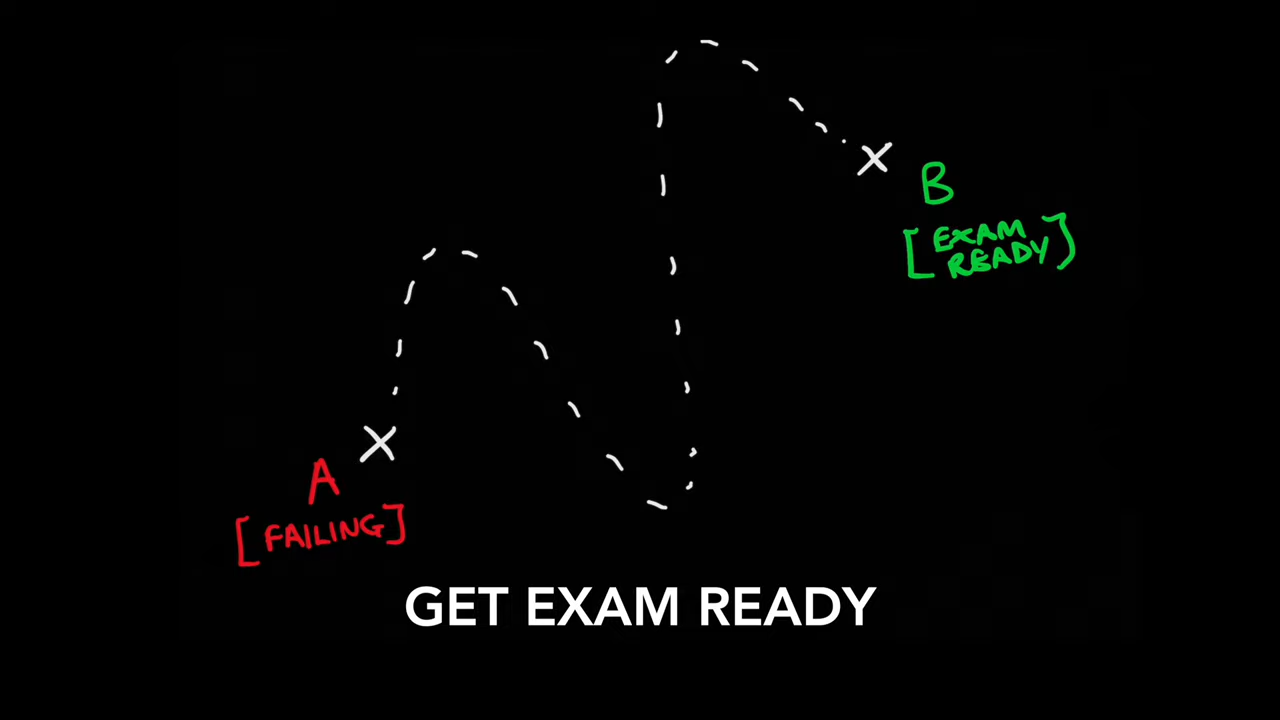 B
[EXAM
READY]
A
[FAILING]
GET EXAM READY